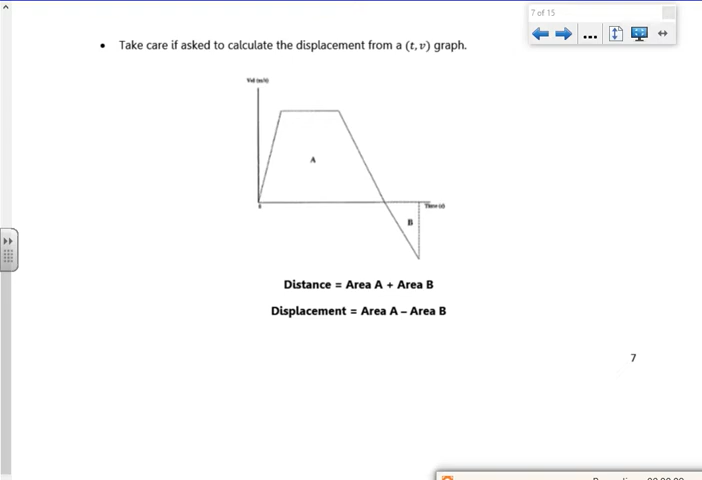 7 of 15
• Take care if asked to calculate the displacement from a (t, v) graph.
Vel (m/s)
A
0
Time (s)
B
Distance = Area A + Area B
Displacement = Area A – Area B
7